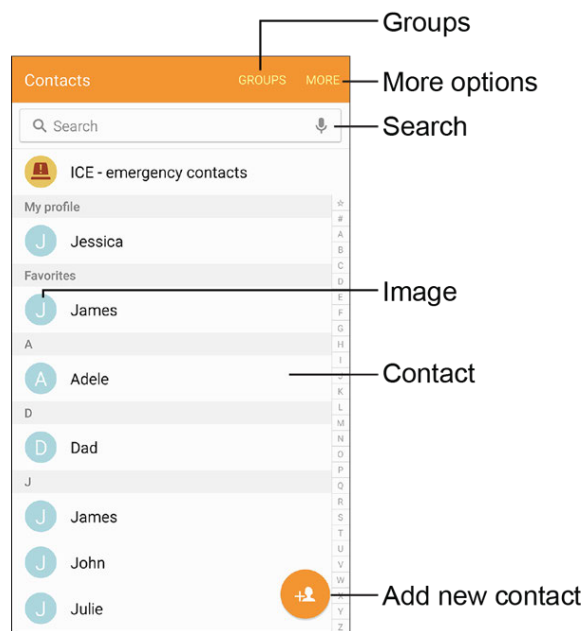 Groups
Contacts GROUPS MORE
More options
Search
Search
ICE - emergency contacts
My profile
☆
#
J Jessica
A
B
Favorites
C
D
J James
E
F
Image
G
A
H
I
A Adele
J
Contact
K
D
L
M
D Dad
N
O
P
J
Q
R
J James
S
T
U
J John
V
W
X
Add new contact
J Julie
Y
Z